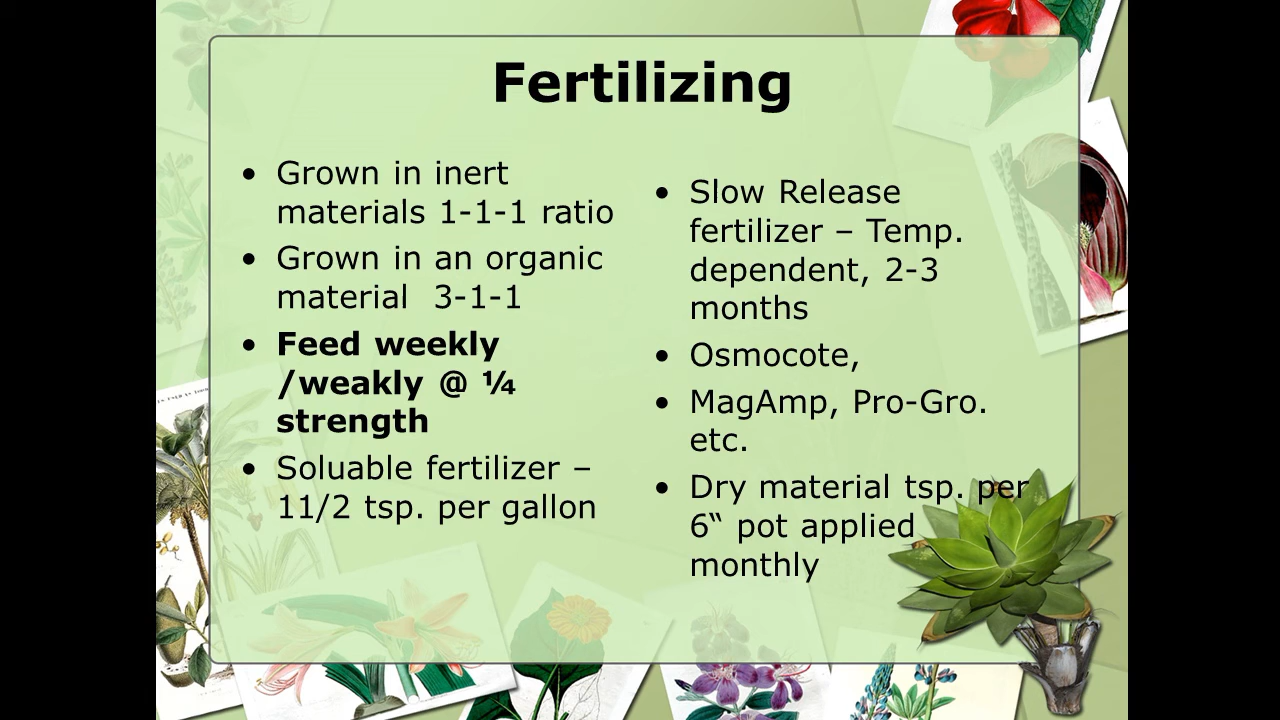 Fertilizing
• Grown in inert
materials 1-1-1 ratio
• Grown in an organic
material  3-1-1
• Feed weekly
/weakly @ ¼
strength
• Soluable fertilizer –
11/2 tsp. per gallon
• Slow Release
fertilizer – Temp.
dependent, 2-3
months
• Osmocote,
• MagAmp, Pro-Gro.
etc.
• Dry material tsp. per
6“ pot applied
monthly